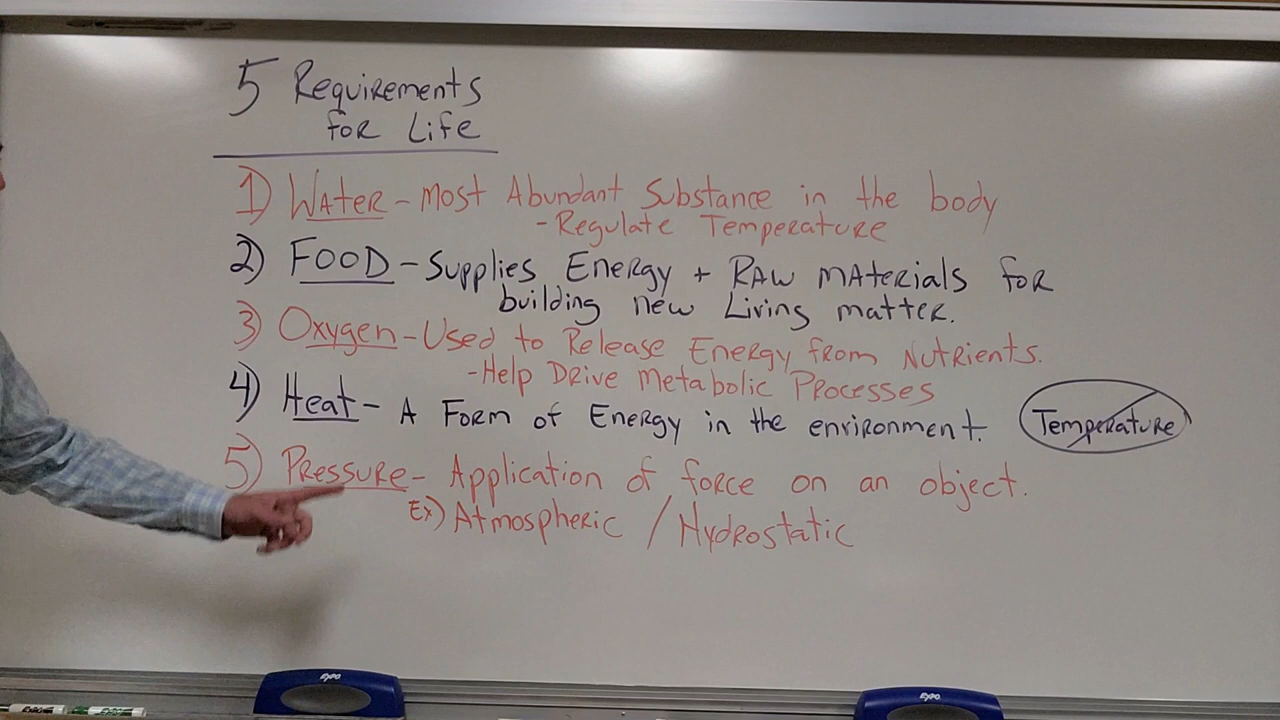 5 Requirements
for Life
1) Water - most Abundant Substance in the body
- Regulate Temperature
2) FOOD - Supplies Energy + Raw materials for
building new Living matter.
3) Oxygen - Used to Release Energy from Nutrients.
- Help Drive Metabolic Processes
4) Heat - A Form of Energy in the environment. Temperature
5) Pressure - Application of force on an object.
Ex) Atmospheric / Hydrostatic
EXPO
EXPO